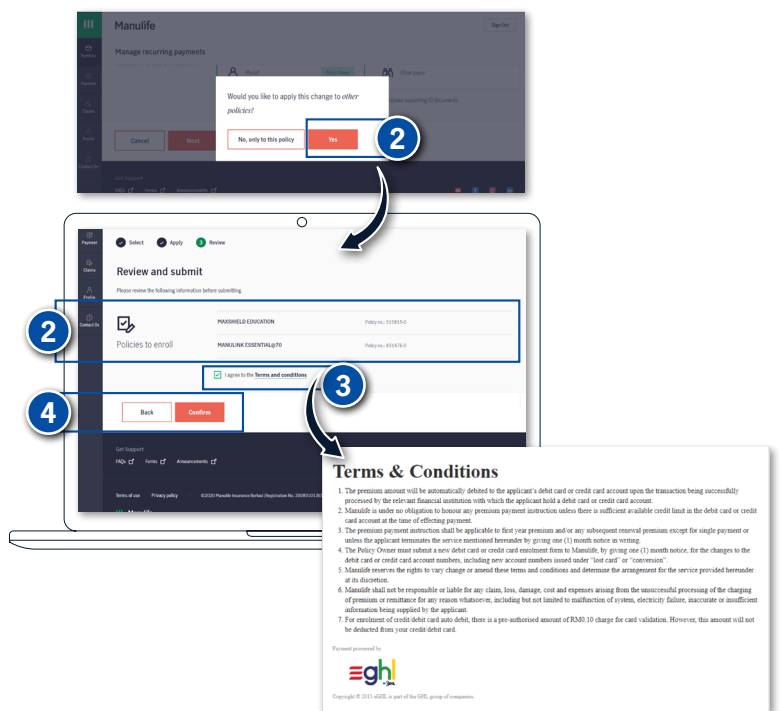 Manulife
Sign Out
Manage recurring payments
Myself
Other payor
Payment
Claims
Profile
Contact Us
Would you like to apply this change to other
policies?
No, only to this policy
Yes
2
Cancel
Next
Get Support
FAQs
Forms
Announcements
Payment
Claims
Profile
Contact Us
Select
Apply
3
Review
Review and submit
Please review the following information before submitting.
2
Policies to enroll
MAXSHIELD EDUCATION
MANULINK ESSENTIAL@70
I agree to the Terms and conditions
3
4
Back
Confirm
Get Support
FAQs
Forms
Announcements
Terms of use
Privacy policy
©2020 Manulife Insurance Berhad (Registration No.
Terms & Conditions
1. The premium amount will be automatically debited to the applicant's debit card or credit card account upon the transaction being successfully
processed by the relevant financial institution with which the applicant hold a debit card or credit card account.
2. Manulife is under no obligation to honour any premium payment instruction unless there is sufficient available credit limit in the debit card or credit
card account at the time of effecting payment.
3. The premium payment instruction shall be applicable to first year premium and/or any subsequent renewal premium except for single payment or
unless the applicant terminates the service mentioned hereunder by giving one (1) month notice in writing.
4. The Policy Owner must submit a new debit card or credit card enrolment form to Manulife, by giving one (1) month notice, for the changes to the
debit card or credit card account numbers, including new account numbers issued under "lost card" or "conversion".
5. Manulife reserves the rights to vary change or amend these terms and conditions and determine the arrangement for the service provided hereunder
at its discretion.
6. Manulife shall not be responsible or liable for any claim, loss, damage, cost and expenses arising from the unsuccessful processing of the charging
of premium or remittance for any reason whatsoever, including but not limited to malfunction of system, electricity failure, inaccurate or insufficient
information being supplied by the applicant.
7. For enrolment of credit/debit card auto debit, there is a pre-authorised amount of RM0.10 charge for card validation. However, this amount will not
be deducted from your credit/debit card.
Payment processed by
eghl
Copyright © 2015 eGHL is part of the GHL group of companies.